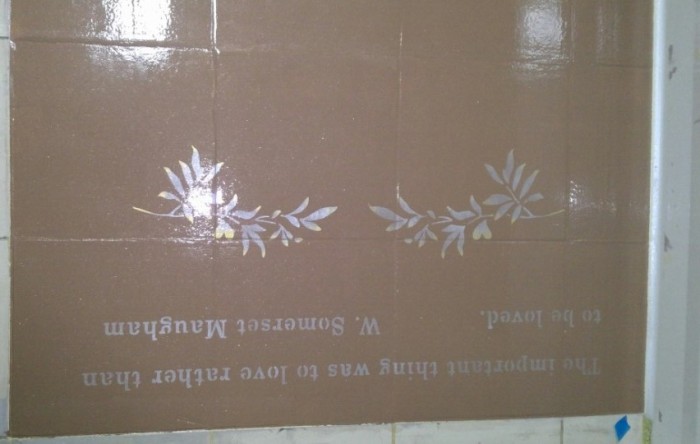 The important thing was to love rather than
to be loved. W. Somerset Maugham